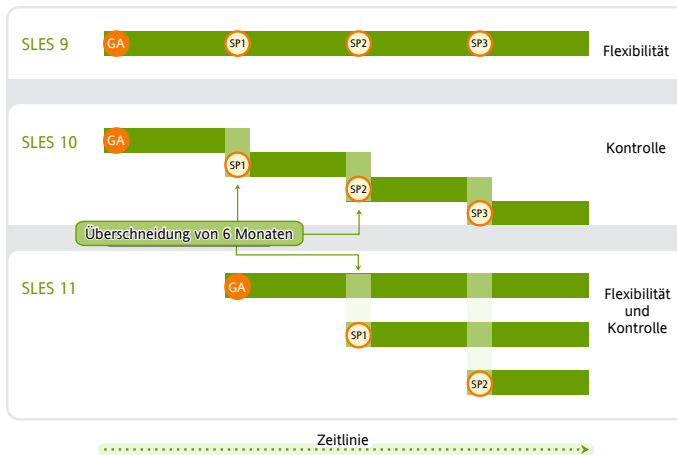 SLES 9
GA
SP1
SP2
SP3
Flexibilität
SLES 10
GA
Kontrolle
SP1
SP2
SP3
Überschneidung von 6 Monaten
SLES 11
GA
Flexibilität
und
Kontrolle
SP1
SP2
Zeitlinie